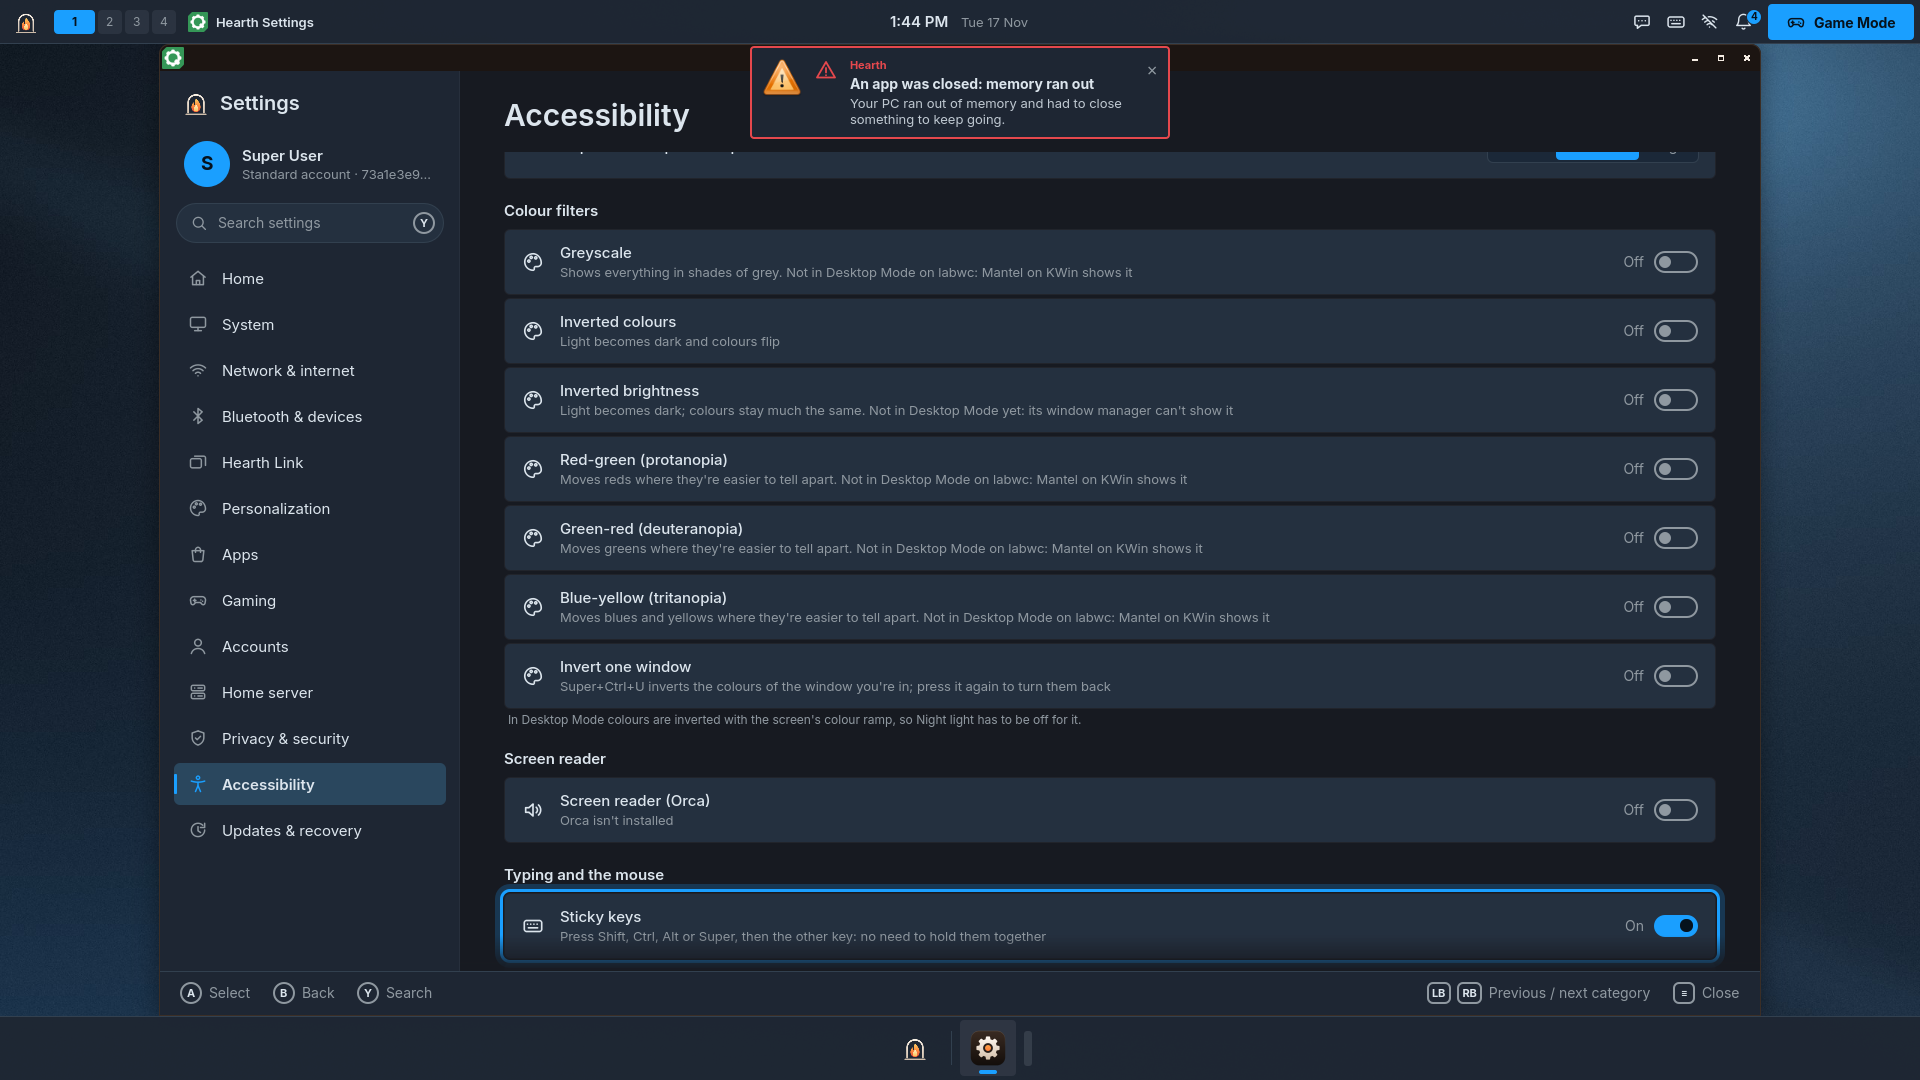 1 2 3 4 Hearth Settings
1:44 PM Tue 17 Nov
4
Game Mode
Hearth
An app was closed: memory ran out
Your PC ran out of memory and had to close
something to keep going.
Settings
S
Super User
Standard account · 73a1e3e9...
Search settings Y
Home
System
Network & internet
Bluetooth & devices
Hearth Link
Personalization
Apps
Gaming
Accounts
Home server
Privacy & security
Accessibility
Updates & recovery
Accessibility
Colour filters
Greyscale
Shows everything in shades of grey. Not in Desktop Mode on labwc: Mantel on KWin shows it
Off
Inverted colours
Light becomes dark and colours flip
Off
Inverted brightness
Light becomes dark; colours stay much the same. Not in Desktop Mode yet: its window manager can't show it
Off
Red-green (protanopia)
Moves reds where they're easier to tell apart. Not in Desktop Mode on labwc: Mantel on KWin shows it
Off
Green-red (deuteranopia)
Moves greens where they're easier to tell apart. Not in Desktop Mode on labwc: Mantel on KWin shows it
Off
Blue-yellow (tritanopia)
Moves blues and yellows where they're easier to tell apart. Not in Desktop Mode on labwc: Mantel on KWin shows it
Off
Invert one window
Super+Ctrl+U inverts the colours of the window you're in; press it again to turn them back
Off
In Desktop Mode colours are inverted with the screen's colour ramp, so Night light has to be off for it.
Screen reader
Screen reader (Orca)
Orca isn't installed
Off
Typing and the mouse
Sticky keys
Press Shift, Ctrl, Alt or Super, then the other key: no need to hold them together
On
A Select B Back Y Search
LB RB Previous / next category Close